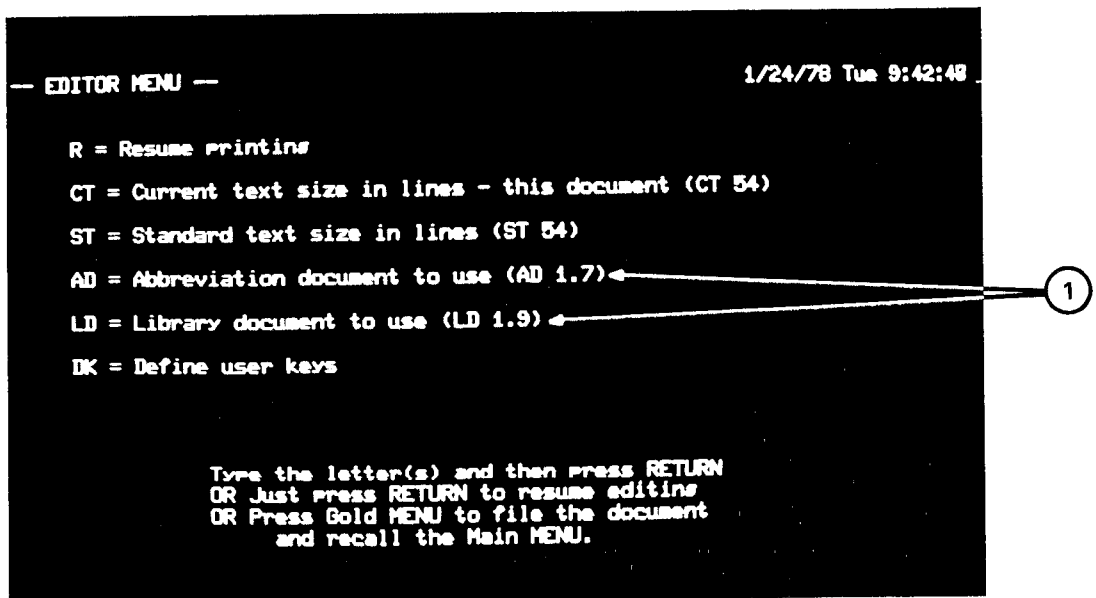 — EDITOR MENU — 1/24/78 Tue 9:42:48
R = Resume printing
CT = Current text size in lines - this document (CT 54)
ST = Standard text size in lines (ST 54)
AD = Abbreviation document to use (AD 1.7)
LD = Library document to use (LD 1.9)
1
DK = Define user keys
Type the letter(s) and then press RETURN
OR Just press RETURN to resume editing
OR Press Gold MENU to file the document
and recall the Main MENU.